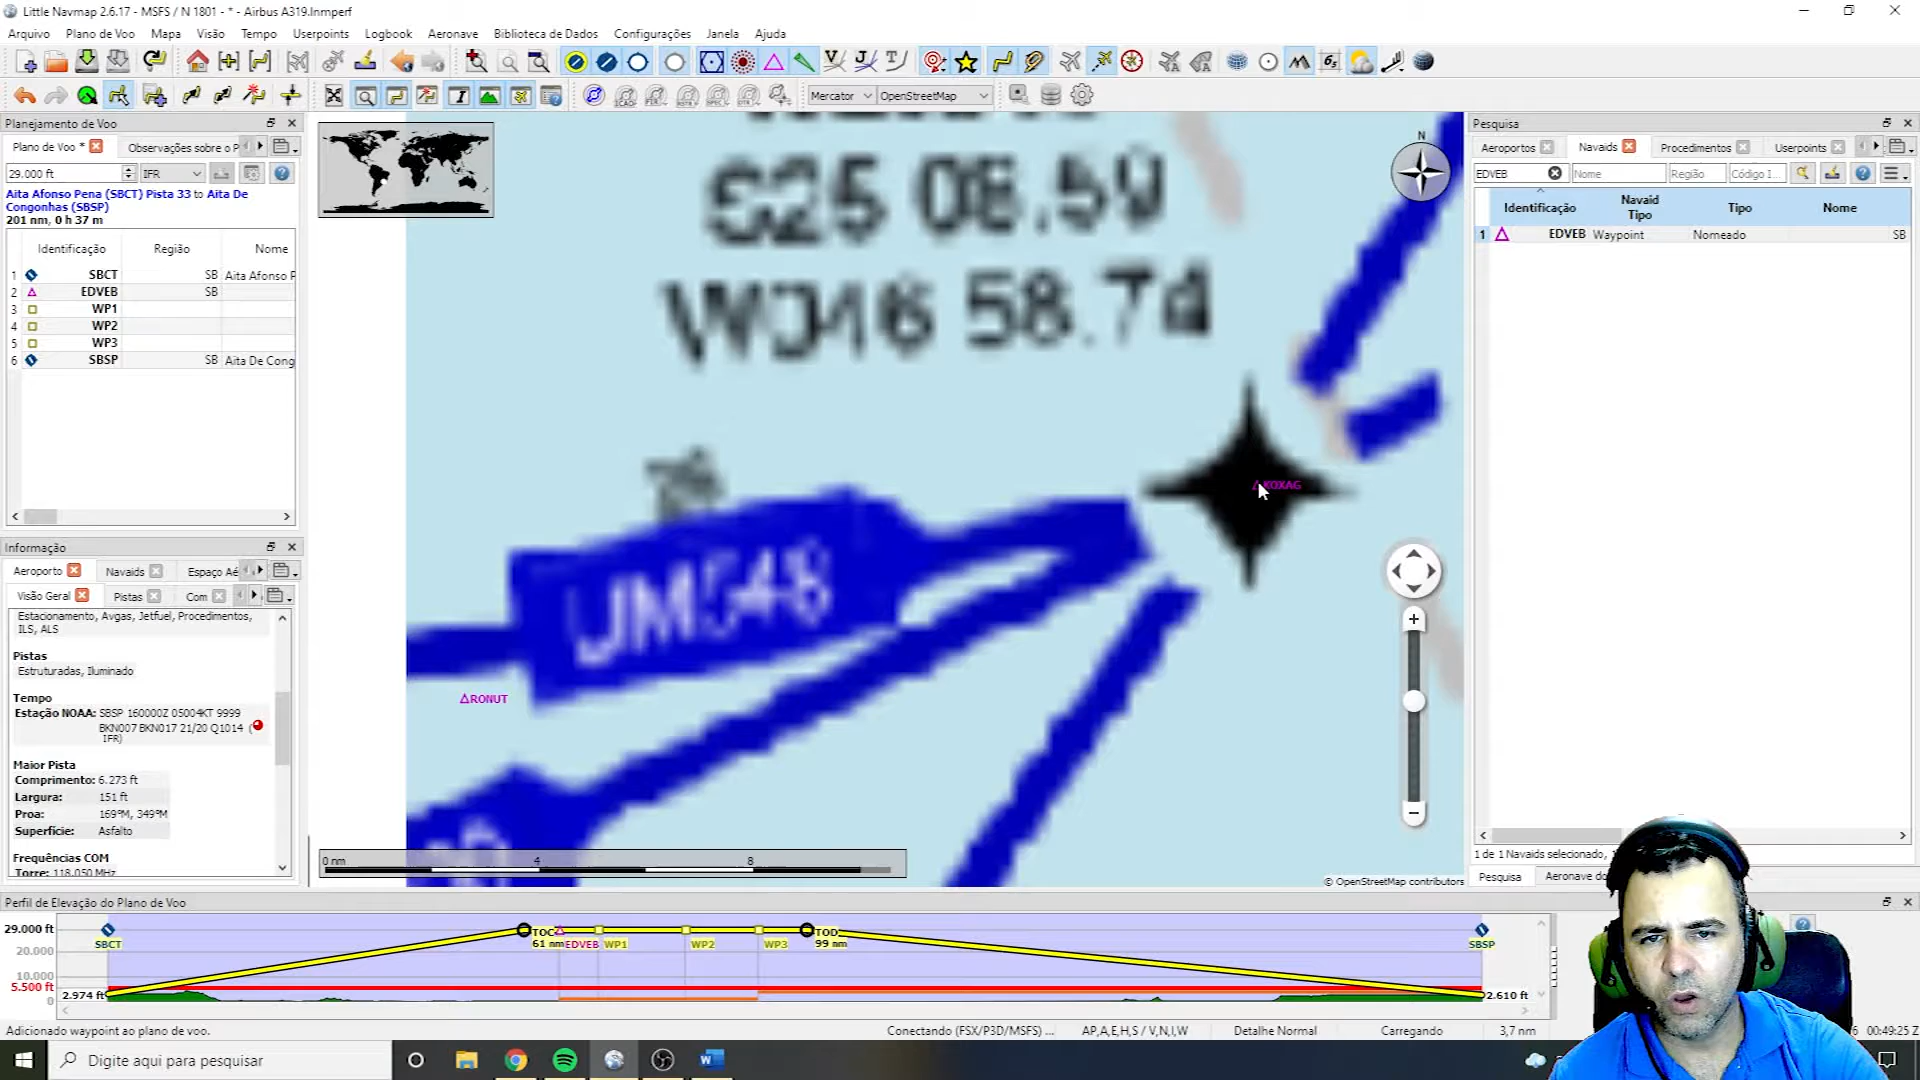 Little Navmap 2.6.17 - MSFS / N 1801 - * - Airbus A319.lnmperf
Arquivo Plano de Voo Mapa Visão Tempo Userpoints Logbook Aeronave Biblioteca de Dados Configurações Janela Ajuda
Mercator OpenStreetMap
Planejamento de Voo
Plano de Voo * Observações sobre o P
29.000 ft IFR
Aita Afonso Pena (SBCT) Pista 33 to Aita De
Congonhas (SBSP)
201 nm, 0 h 37 m
Identificação Região Nome
1 SBCT SB Aita Afonso P
2 EDVEB SB
3 WP1
4 WP2
5 WP3
6 SBSP SB Aita De Cong
Informação
Aeroporto Navaids Espaço Aé
Visão Geral Pistas Com
Estacionamento, Avgas, Jetfuel, Procedimentos,
ILS, ALS
Pistas
Estruturadas, Iluminado
Tempo
Estação NOAA: SBSP 160000Z 05004KT 9999
BKN007 BKN017 21/20 Q1014 (
IFR)
Maior Pista
Comprimento: 6.273 ft
Largura: 151 ft
Proa: 169°M, 349°M
Superfície: Asfalto
Frequências COM
Torre: 118,050 MHz
N
S25 08.59
W046 58.74
KOXAG
UM548
RONUT
0 nm 4 8
© OpenStreetMap contributors
Pesquisa
Aeroportos Navaids Procedimentos Userpoints
EDVEB Nome Região Código I...
Identificação Navaid
Tipo Tipo Nome
1 EDVEB Waypoint Nomeado SB
1 de 1 Navaids selecionado,
Pesquisa Aeronave do
Perfil de Elevação do Plano de Voo
29.000 ft
20.000
10.000
5.500 ft
0
2.974 ft
SBCT
TOC
61 nm
EDVEB WP1 WP2 WP3
TOD
99 nm
SBSP
2.610 ft
Adicionado waypoint ao plano de voo. Conectando (FSX/P3D/MSFS) ... AP,A,E,H,S / V,N,I,W Detalhe Normal Carregando 3,7 nm 00:49:25 Z
Digite aqui para pesquisar